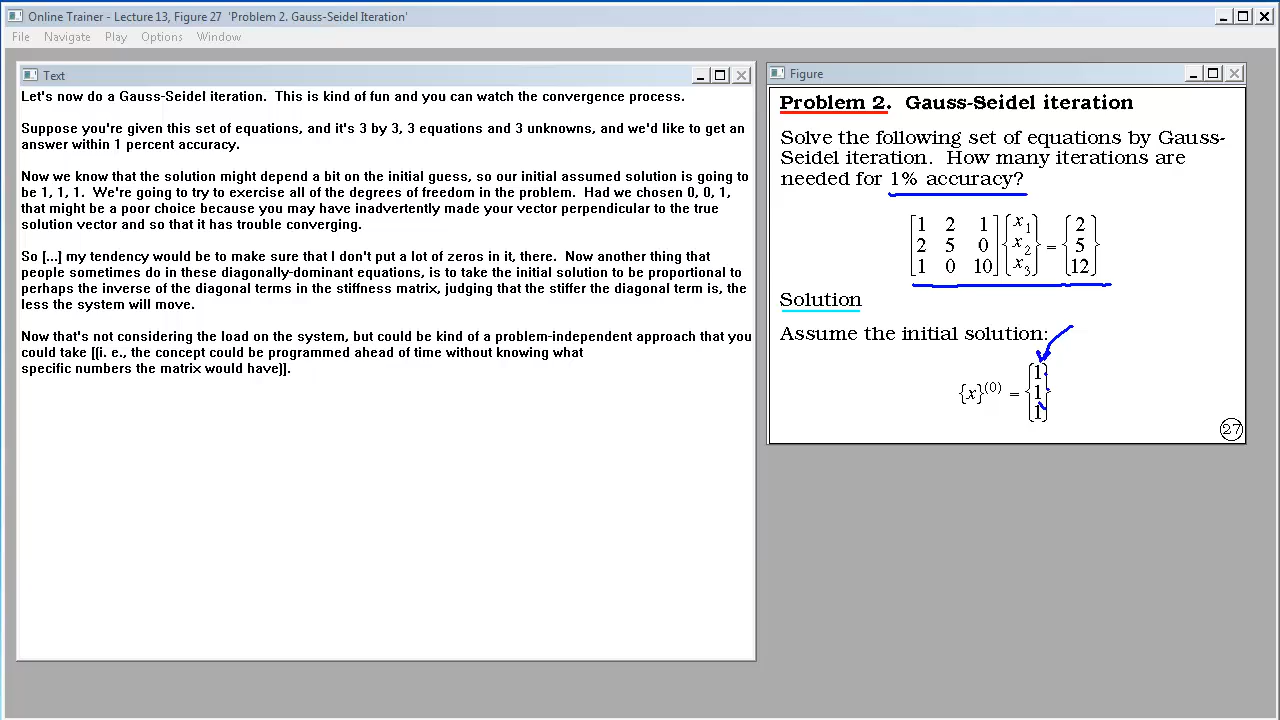 Online Trainer - Lecture 13, Figure 27 'Problem 2. Gauss-Seidel Iteration'
File Navigate Play Options Window
Text
Let's now do a Gauss-Seidel iteration. This is kind of fun and you can watch the convergence process.
Suppose you're given this set of equations, and it's 3 by 3, 3 equations and 3 unknowns, and we'd like to get an
answer within 1 percent accuracy.
Now we know that the solution might depend a bit on the initial guess, so our initial assumed solution is going to
be 1, 1, 1. We're going to try to exercise all of the degrees of freedom in the problem. Had we chosen 0, 0, 1,
that might be a poor choice because you may have inadvertently made your vector perpendicular to the true
solution vector and so that it has trouble converging.
So [...] my tendency would be to make sure that I don't put a lot of zeros in it, there. Now another thing that
people sometimes do in these diagonally-dominant equations, is to take the initial solution to be proportional to
perhaps the inverse of the diagonal terms in the stiffness matrix, judging that the stiffer the diagonal term is, the
less the system will move.
Now that's not considering the load on the system, but could be kind of a problem-independent approach that you
could take [[i. e., the concept could be programmed ahead of time without knowing what
specific numbers the matrix would have]].
Figure
Problem 2. Gauss-Seidel iteration
Solve the following set of equations by Gauss-
Seidel iteration. How many iterations are
needed for 1% accuracy?
1 2 1 x1 2
2 5 0 x2 = 5
1 0 10 x3 12
Solution
Assume the initial solution:
1
{x}(0) = 1
1
27